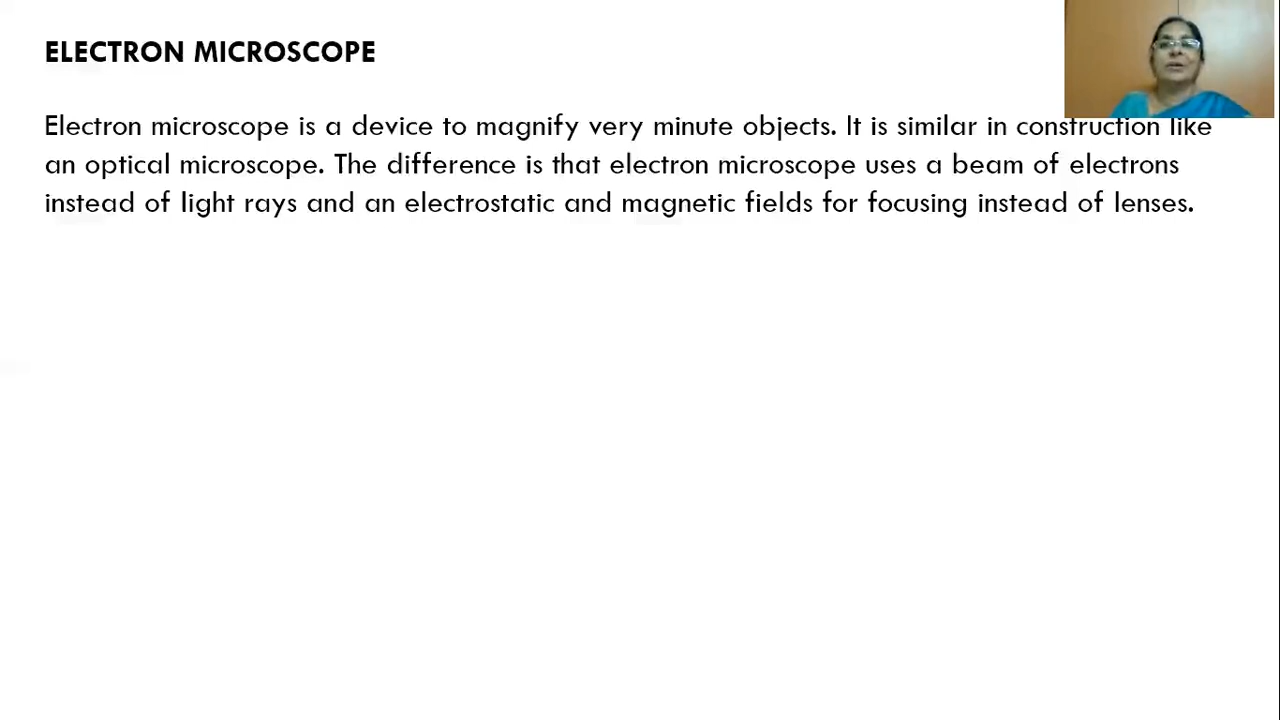 ELECTRON MICROSCOPE
Electron microscope is a device to magnify very minute objects. It is similar in construction like
an optical microscope. The difference is that electron microscope uses a beam of electrons
instead of light rays and an electrostatic and magnetic fields for focusing instead of lenses.